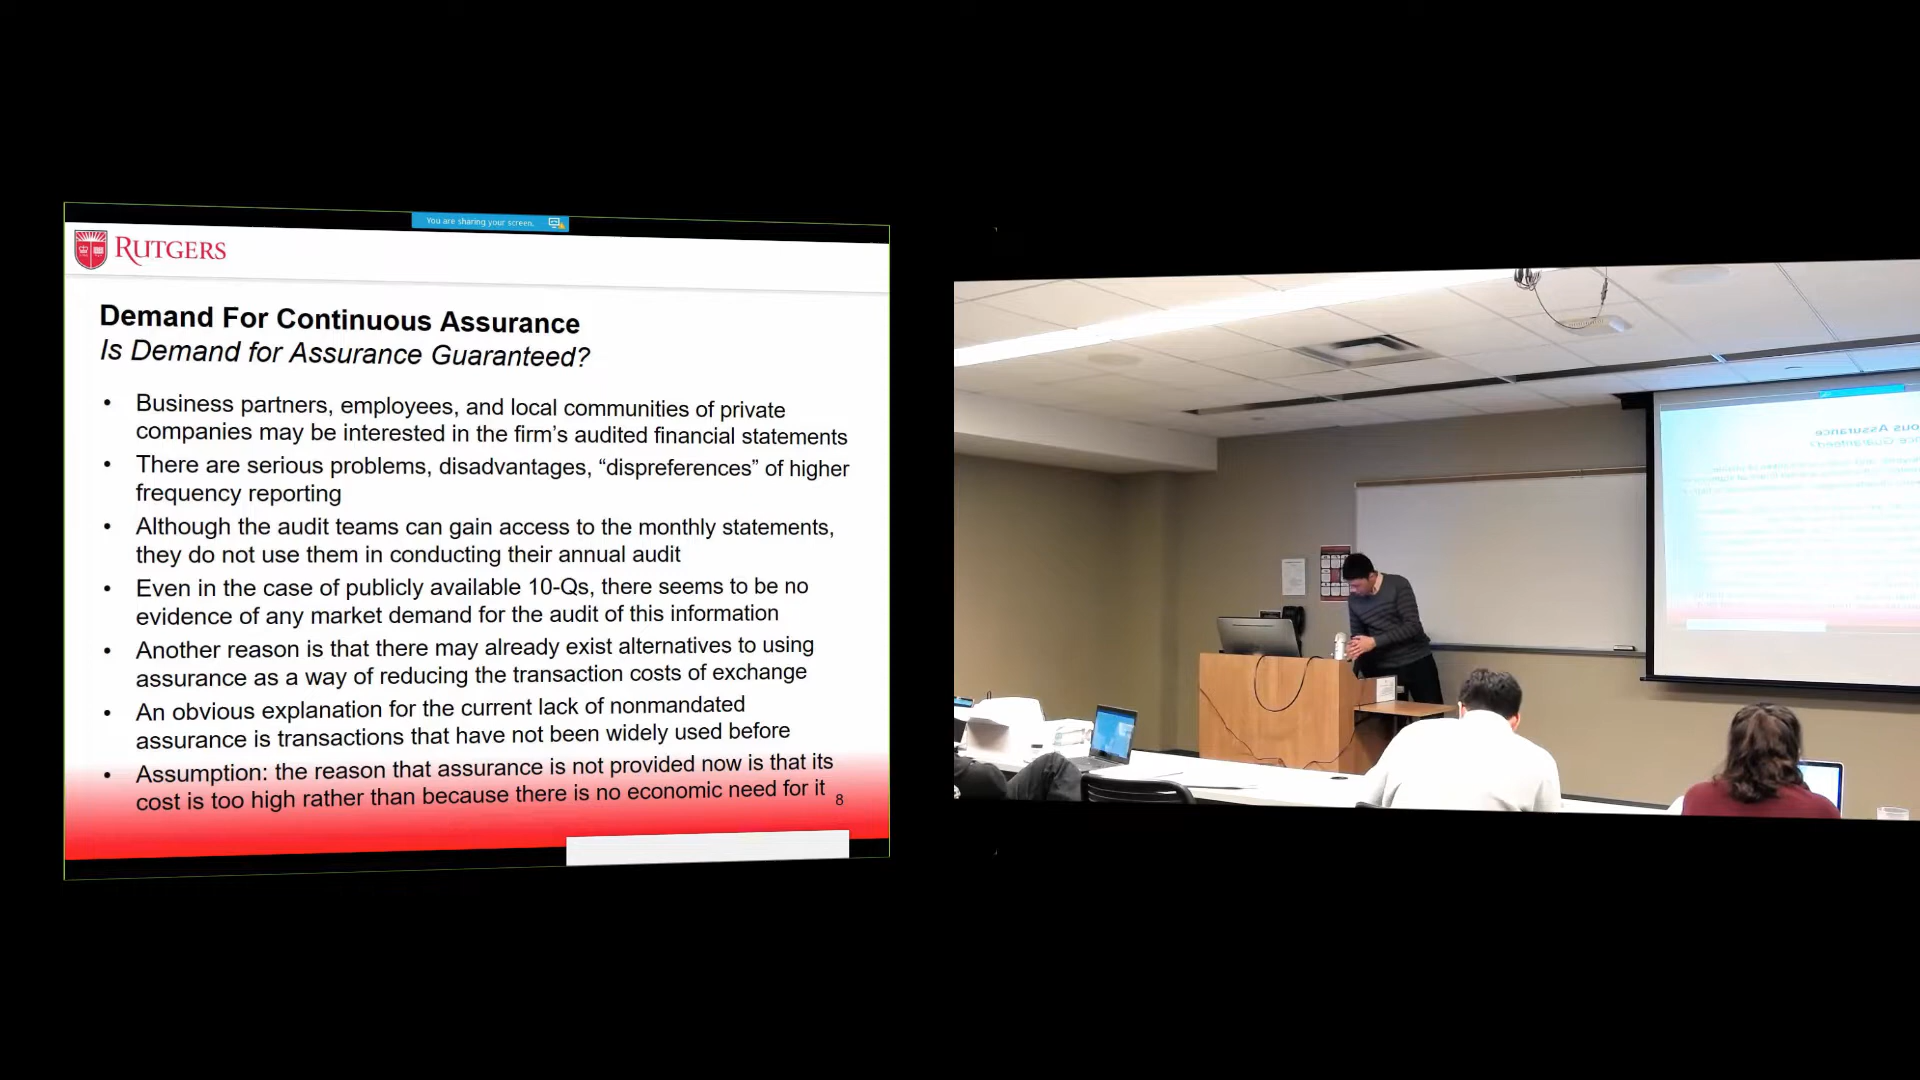 You are sharing your screen.
RUTGERS
Demand For Continuous Assurance
Is Demand for Assurance Guaranteed?
• Business partners, employees, and local communities of private
companies may be interested in the firm's audited financial statements
• There are serious problems, disadvantages, “dispreferences” of higher
frequency reporting
• Although the audit teams can gain access to the monthly statements,
they do not use them in conducting their annual audit
• Even in the case of publicly available 10-Qs, there seems to be no
evidence of any market demand for the audit of this information
• Another reason is that there may already exist alternatives to using
assurance as a way of reducing the transaction costs of exchange
• An obvious explanation for the current lack of nonmandated
assurance is transactions that have not been widely used before
• Assumption: the reason that assurance is not provided now is that its
cost is too high rather than because there is no economic need for it
8